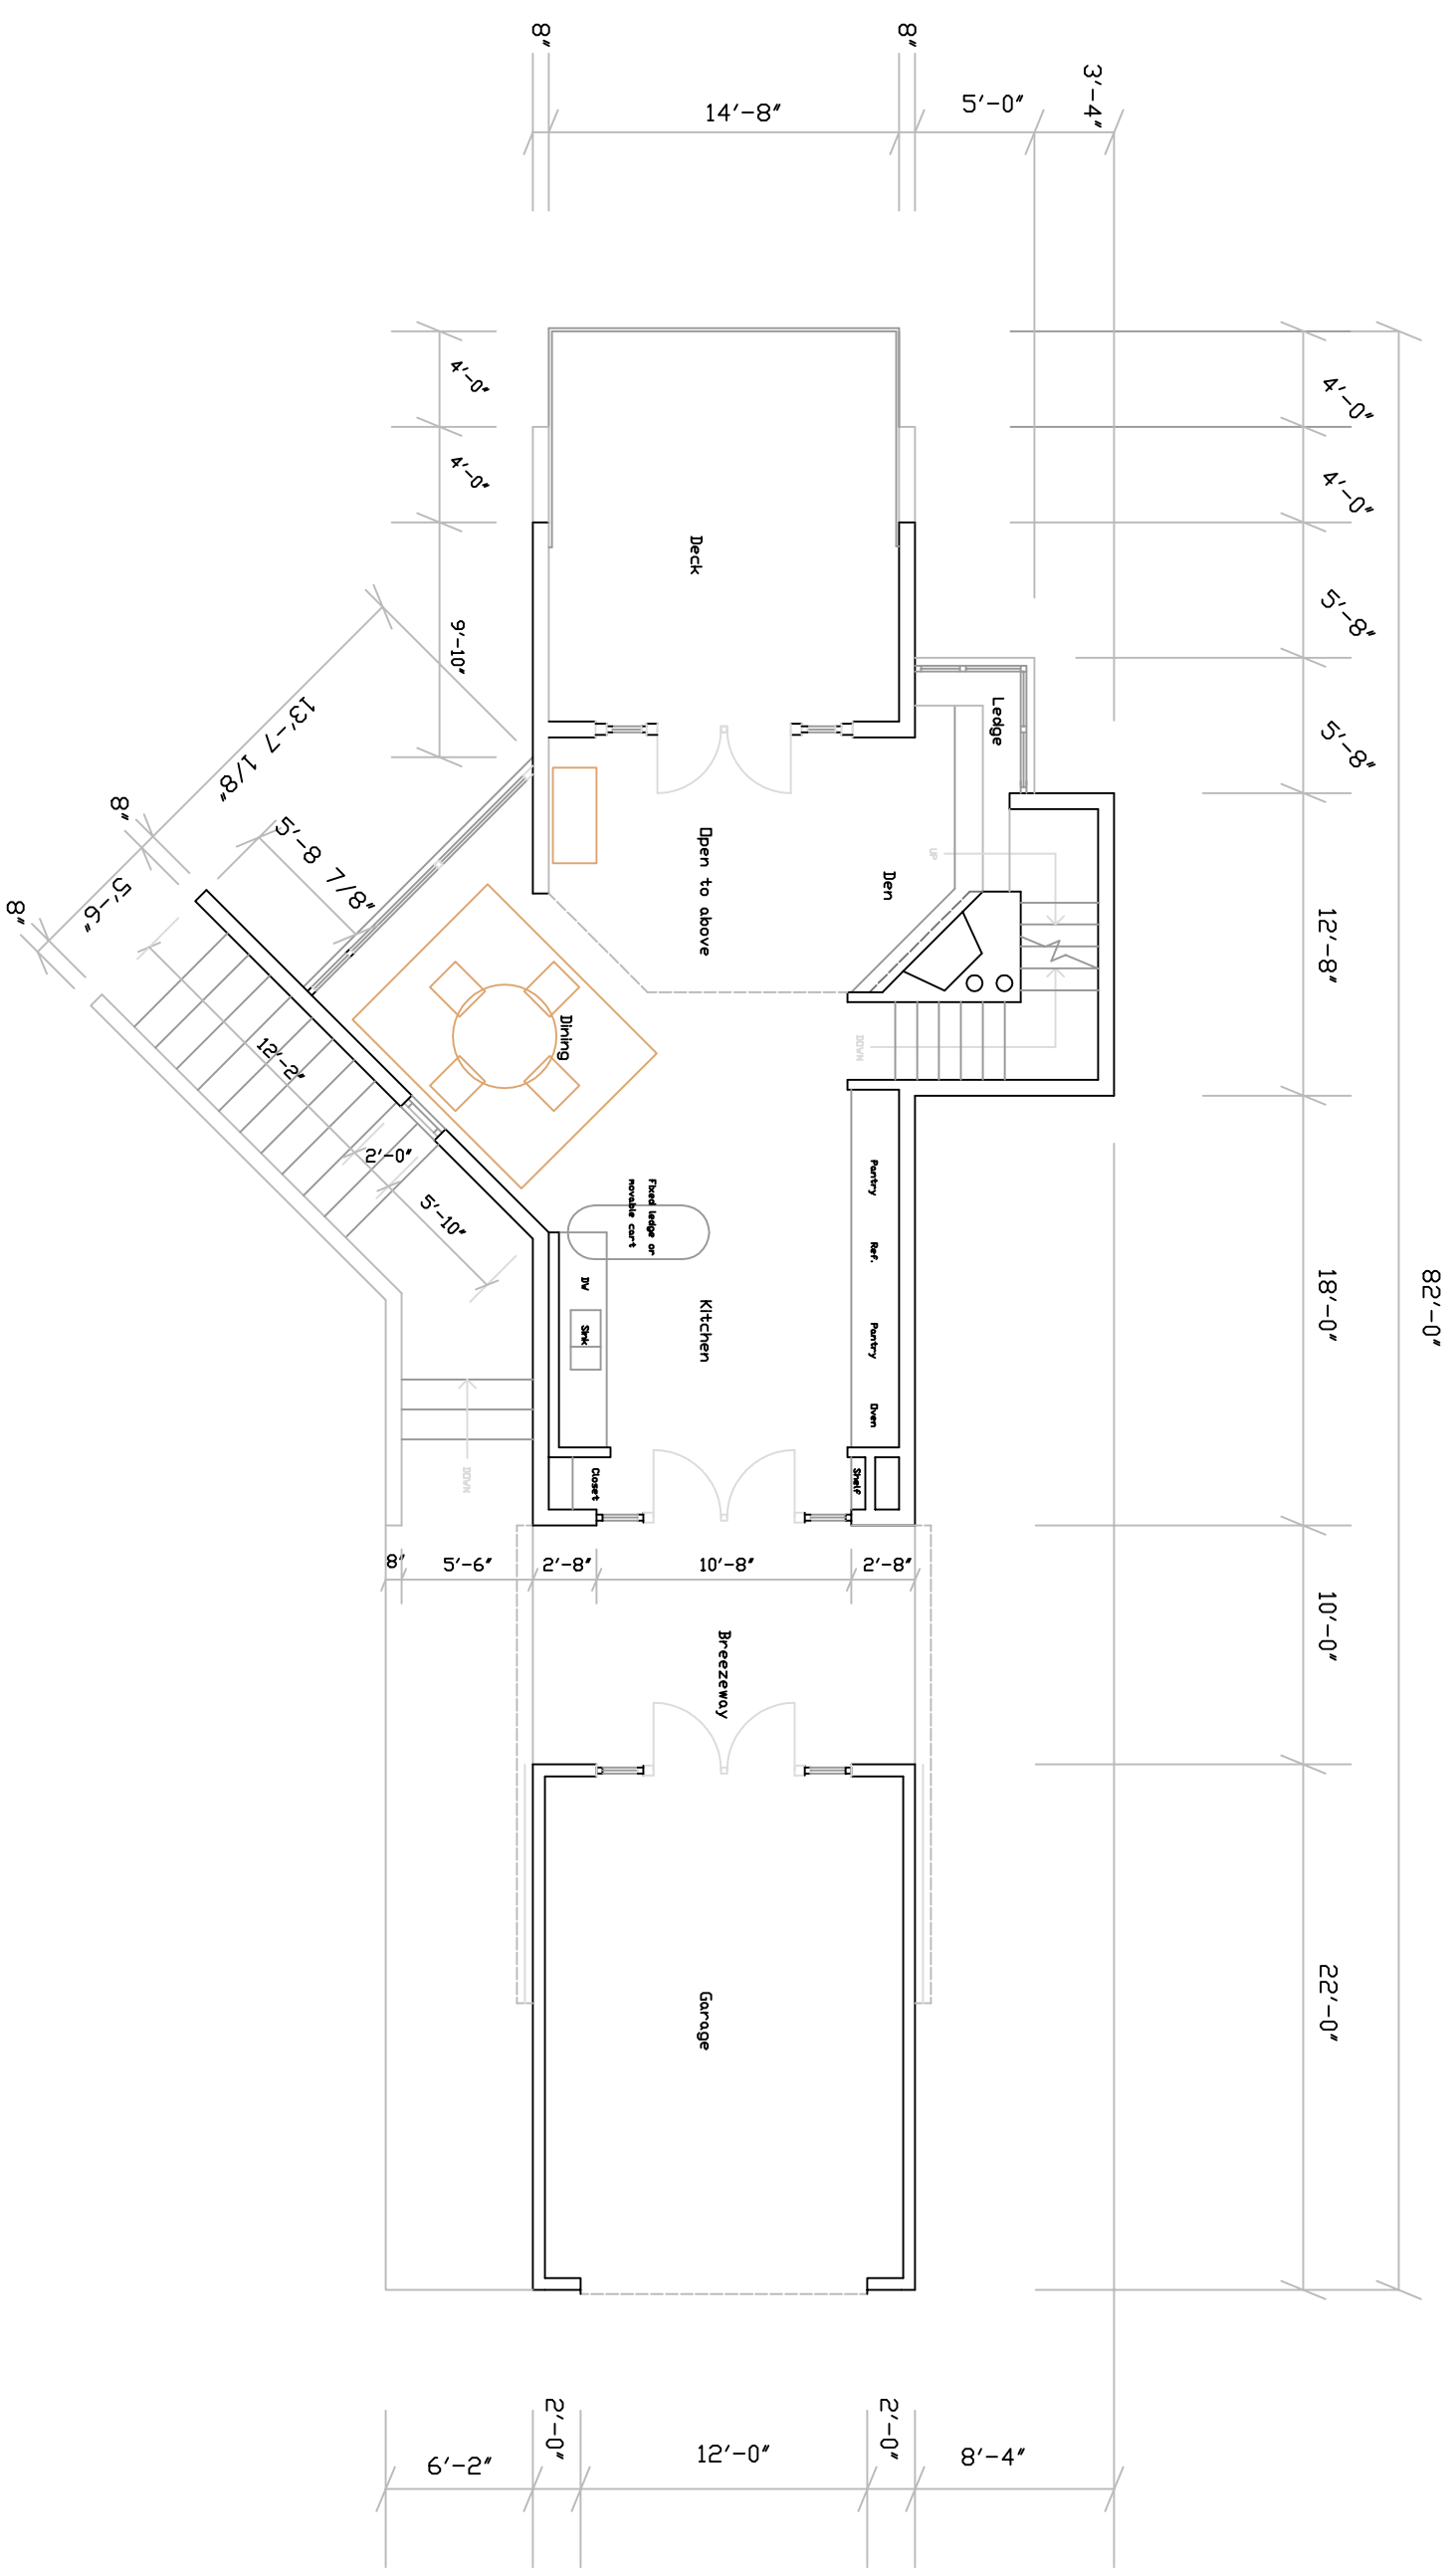 8"
8"
14'-8"
5'-0"
3'-4"
4'-0"
4'-0"
4'-0"
4'-0"
Deck
5'-8"
9'-10"
Ledge
13'-7 1/8"
5'-8"
8"
5'-8 7/8"
Open to above
UP
Den
5'-6"
8"
12'-8"
Dining
12'-2"
DOWN
2'-0"
5'-10"
Fixed ledge or
movable cart
Pantry
Ref.
DW
Sink
Kitchen
Pantry
Oven
18'-0"
82'-0"
DOWN
Closet
Shelf
8"
5'-6"
2'-8"
10'-8"
2'-8"
Breezeway
10'-0"
Garage
22'-0"
6'-2"
2'-0"
12'-0"
2'-0"
8'-4"